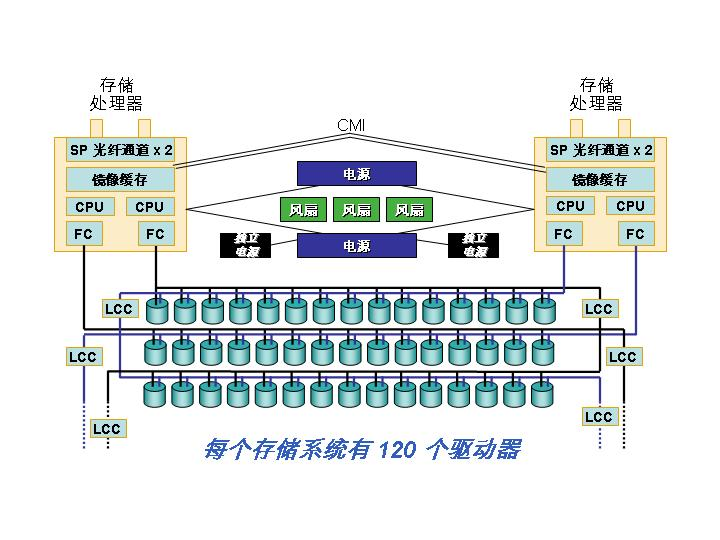 存储
处理器
存储
处理器
CMI
SP 光纤通道 x 2
SP 光纤通道 x 2
电源
镜像缓存
镜像缓存
CPU
CPU
风扇
风扇
风扇
CPU
CPU
FC
FC
独立
电源
电源
独立
电源
FC
FC
LCC
LCC
LCC
LCC
LCC
LCC
每个存储系统有 120 个驱动器